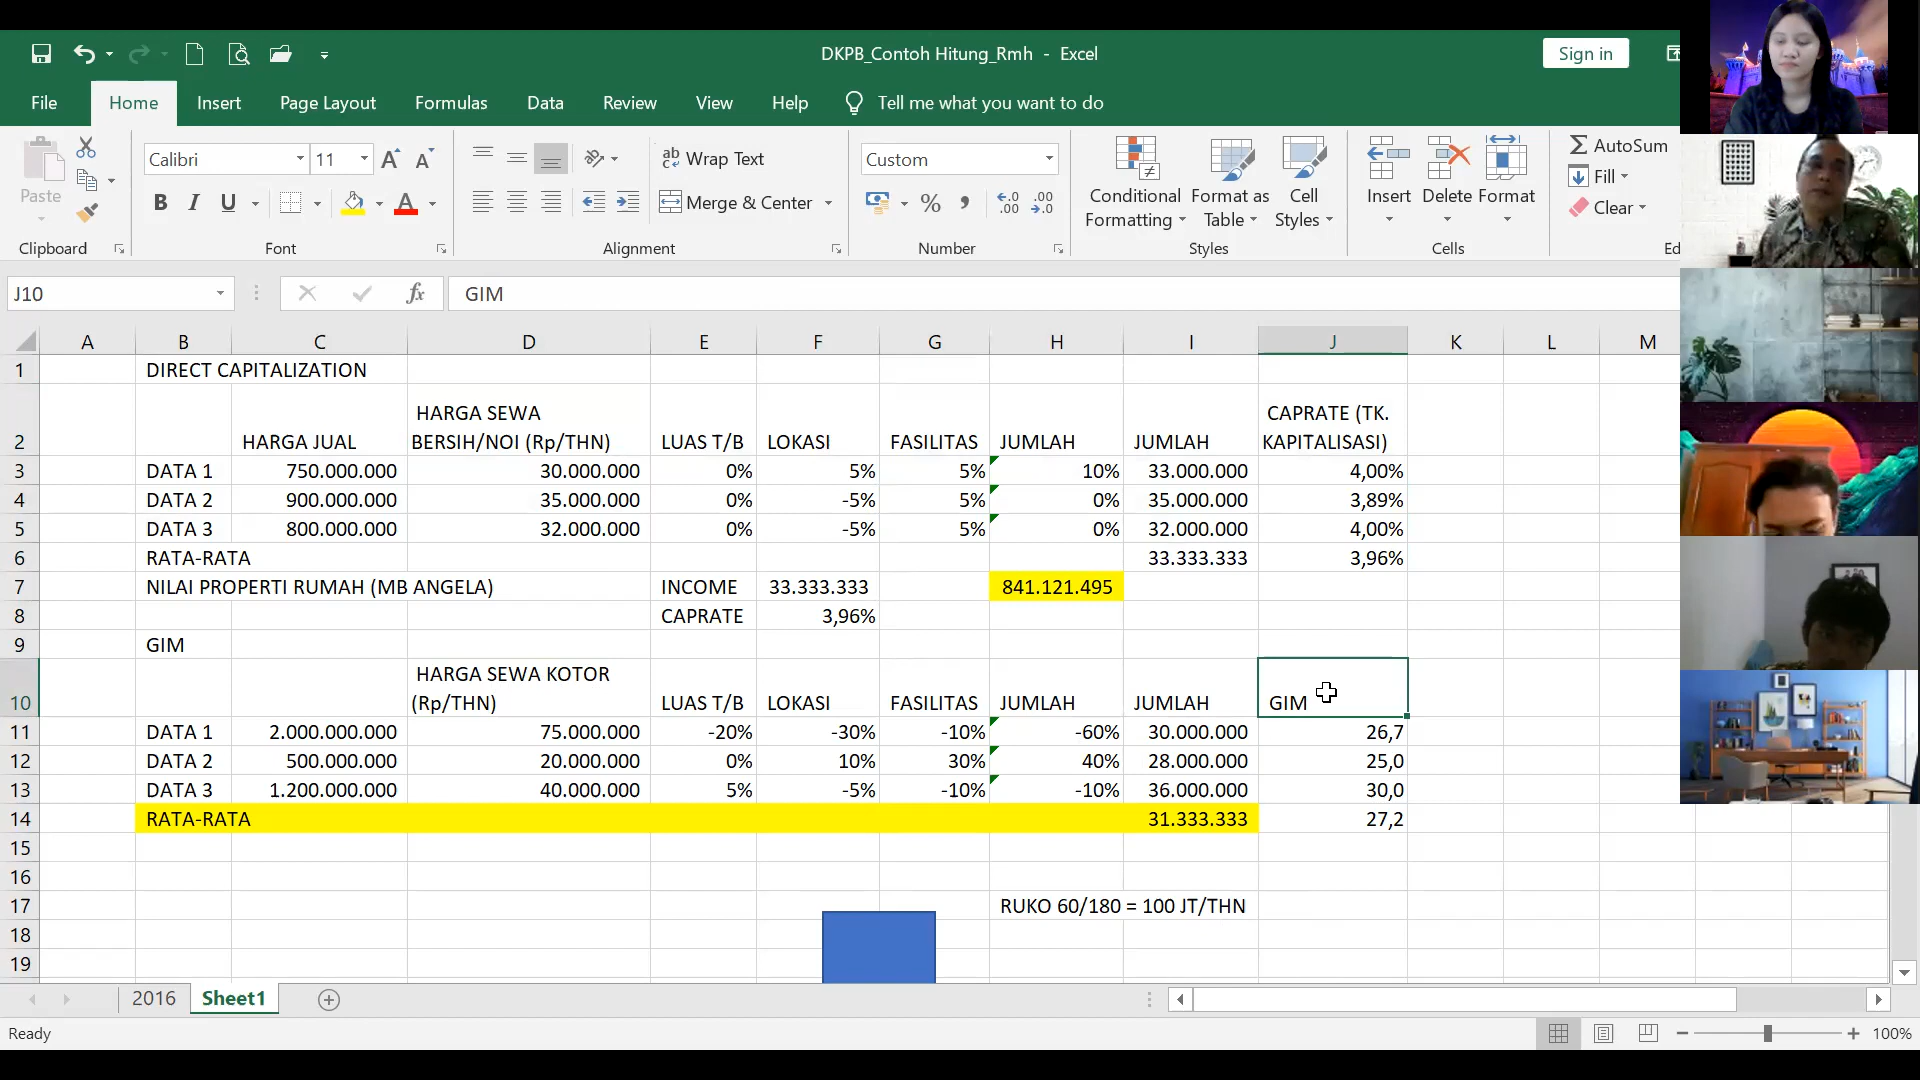 DKPB_Contoh Hitung_Rmh - Excel
Sign in
File Home Insert Page Layout Formulas Data Review View Help Tell me what you want to do
Paste
Calibri 11
B I U A
ab Wrap Text
Merge & Center
Custom
% , .00 .00
Conditional Formatting
Format as Table
Cell Styles
Insert Delete Format
AutoSum
Fill
Clear
Clipboard Font Alignment Number Styles Cells Ed
J10 fx GIM
A B C D E F G H I J K L M
1 DIRECT CAPITALIZATION
HARGA SEWA CAPRATE (TK.
2 HARGA JUAL BERSIH/NOI (Rp/THN) LUAS T/B LOKASI FASILITAS JUMLAH JUMLAH KAPITALISASI)
3 DATA 1 750.000.000 30.000.000 0% 5% 5% 10% 33.000.000 4,00%
4 DATA 2 900.000.000 35.000.000 0% -5% 5% 0% 35.000.000 3,89%
5 DATA 3 800.000.000 32.000.000 0% -5% 5% 0% 32.000.000 4,00%
6 RATA-RATA 33.333.333 3,96%
7 NILAI PROPERTI RUMAH (MB ANGELA) INCOME 33.333.333 841.121.495
8 CAPRATE 3,96%
9 GIM
HARGA SEWA KOTOR
10 (Rp/THN) LUAS T/B LOKASI FASILITAS JUMLAH JUMLAH GIM
11 DATA 1 2.000.000.000 75.000.000 -20% -30% -10% -60% 30.000.000 26,7
12 DATA 2 500.000.000 20.000.000 0% 10% 30% 40% 28.000.000 25,0
13 DATA 3 1.200.000.000 40.000.000 5% -5% -10% -10% 36.000.000 30,0
14 RATA-RATA 31.333.333 27,2
15
16
17 RUKO 60/180 = 100 JT/THN
18
19
2016 Sheet1
Ready 100%